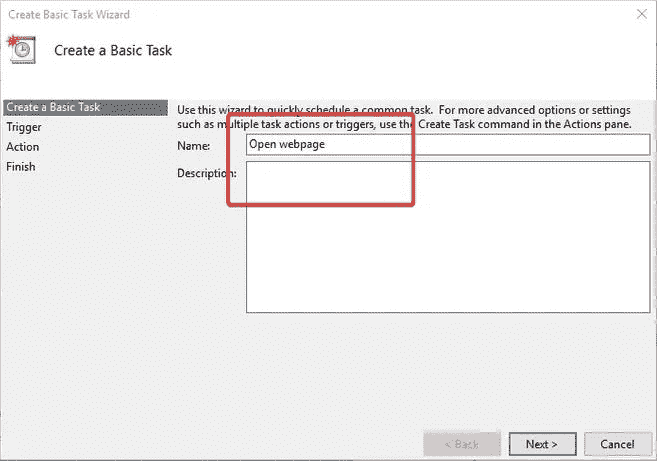 Create Basic Task Wizard
Create a Basic Task
Create a Basic Task
Use this wizard to quickly schedule a common task. For more advanced options or settings
such as multiple task actions or triggers, use the Create Task command in the Actions pane.
Trigger
Name:
Open webpage
Action
Description:
Finish
< Back
Next >
Cancel